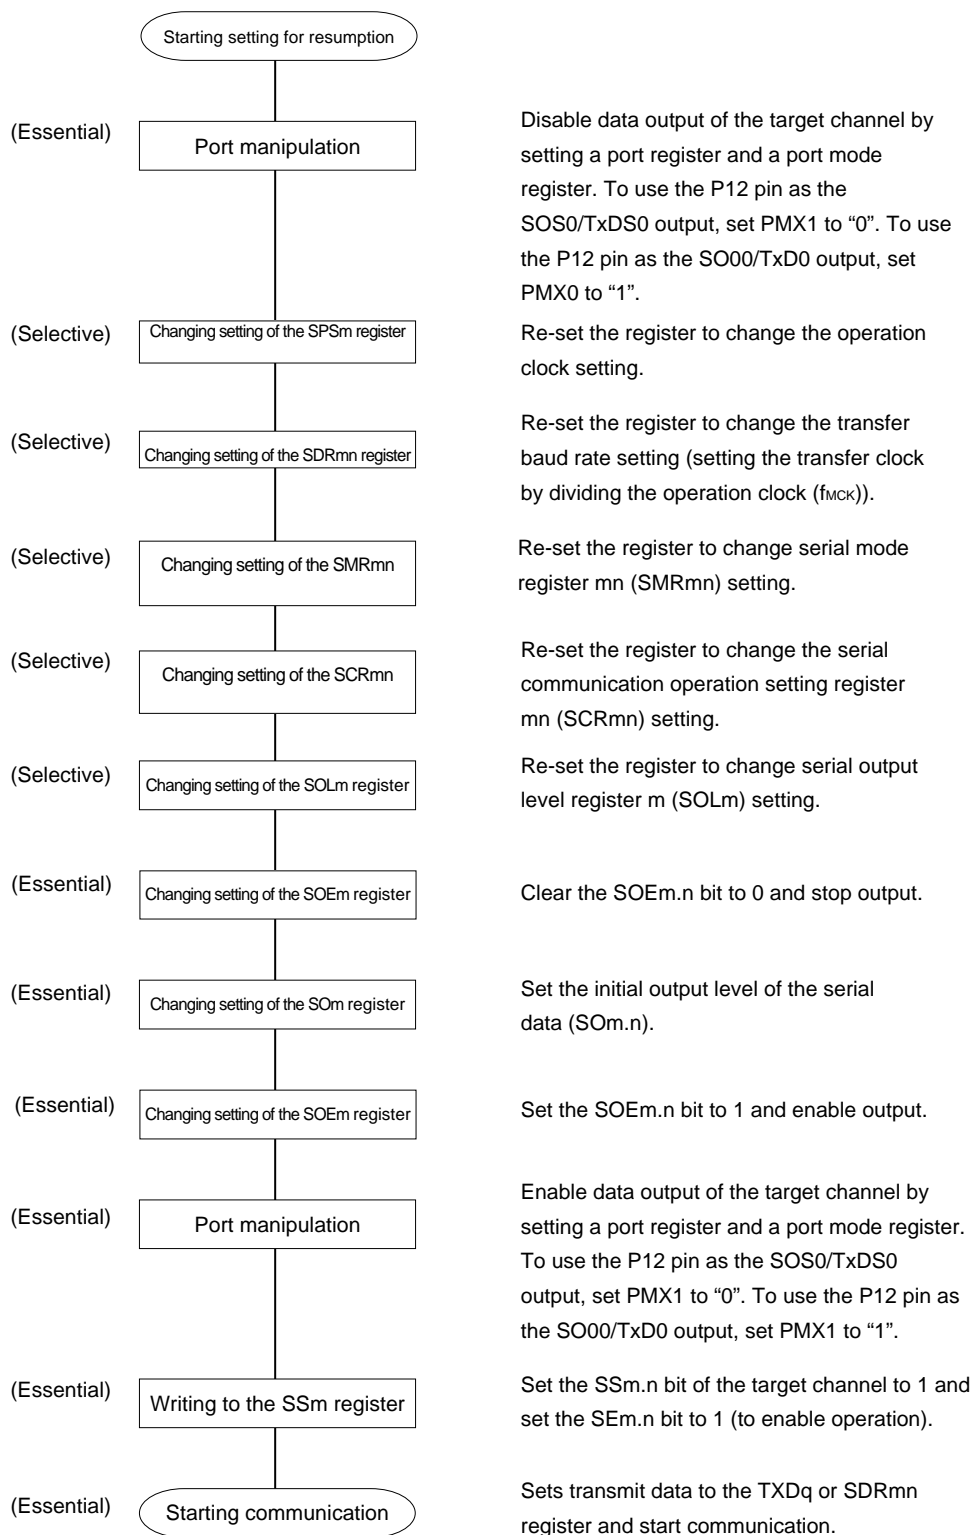 Starting setting for resumption
(Essential)
Port manipulation
Disable data output of the target channel by
setting a port register and a port mode
register. To use the P12 pin as the
SOS0/TxDS0 output, set PMX1 to “0”. To use
the P12 pin as the SO00/TxD0 output, set
PMX0 to “1”.
(Selective)
Changing setting of the SPSm register
Re-set the register to change the operation
clock setting.
(Selective)
Changing setting of the SDRmn register
Re-set the register to change the transfer
baud rate setting (setting the transfer clock
by dividing the operation clock (fMCK)).
(Selective)
Changing setting of the SMRmn
Re-set the register to change serial mode
register mn (SMRmn) setting.
(Selective)
Changing setting of the SCRmn
Re-set the register to change the serial
communication operation setting register
mn (SCRmn) setting.
(Selective)
Changing setting of the SOLm register
Re-set the register to change serial output
level register m (SOLm) setting.
(Essential)
Changing setting of the SOEm register
Clear the SOEm.n bit to 0 and stop output.
(Essential)
Changing setting of the SOm register
Set the initial output level of the serial
data (SOm.n).
(Essential)
Changing setting of the SOEm register
Set the SOEm.n bit to 1 and enable output.
(Essential)
Port manipulation
Enable data output of the target channel by
setting a port register and a port mode register.
To use the P12 pin as the SOS0/TxDS0
output, set PMX1 to “0”. To use the P12 pin as
the SO00/TxD0 output, set PMX1 to “1”.
(Essential)
Writing to the SSm register
Set the SSm.n bit of the target channel to 1 and
set the SEm.n bit to 1 (to enable operation).
(Essential)
Starting communication
Sets transmit data to the TXDq or SDRmn
register and start communication.